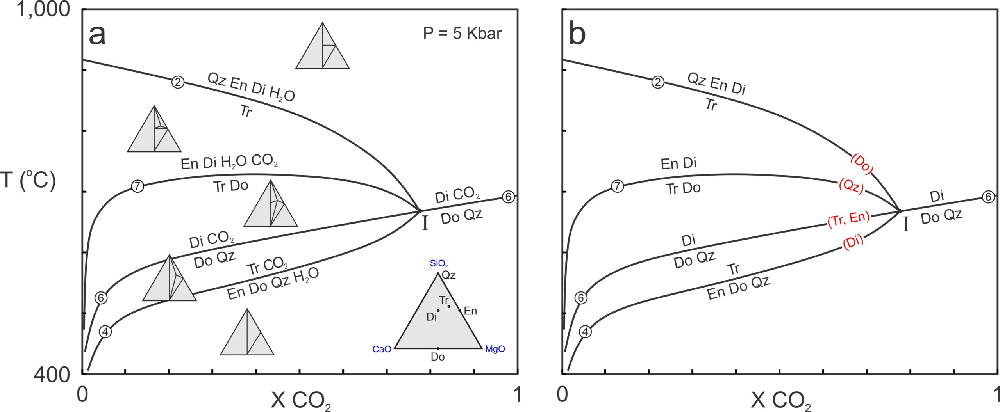 1,000
a
P = 5 Kbar
2
Qz En Di H₂O
Tr
En Di H₂O CO₂
7
Tr Do
T (°C)
Di CO₂
6
Do Qz
I
Di CO₂
Do Qz
6
Tr CO₂
En Do Qz H₂O
4
SiO₂
Qz
Tr
En
Di
CaO
MgO
Do
400
0
X CO₂
1
b
2
Qz En Di
Tr
(Do)
En Di
7
Tr Do
(Qz)
Di
6
Do Qz
I
(Tr, En)
Di
Do Qz
(Di)
6
Tr
En Do Qz
4
0
X CO₂
1